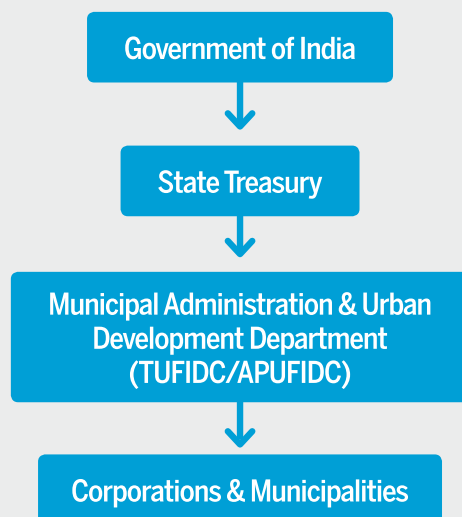 Government of India
State Treasury
Municipal Administration & Urban
Development Department
(TUFIDC/APUFIDC)
Corporations & Municipalities